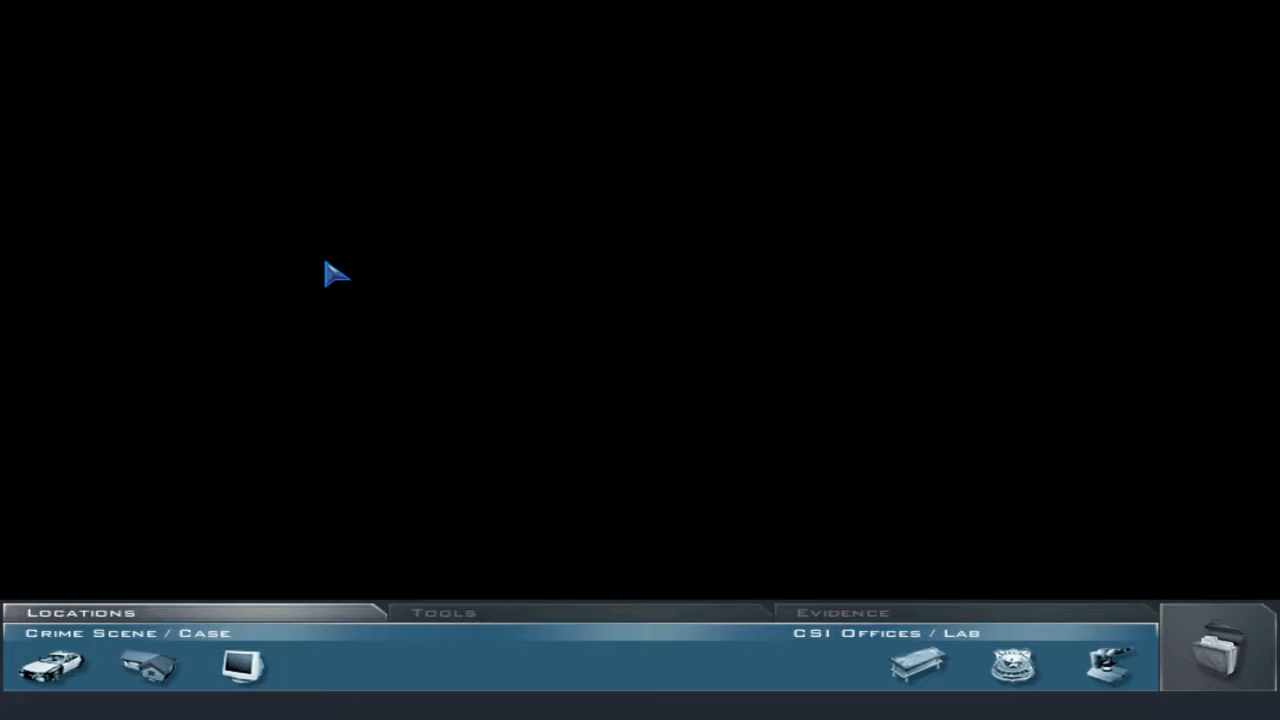 Locations
Tools
Evidence
Crime Scene / Case
CSI Offices / Lab